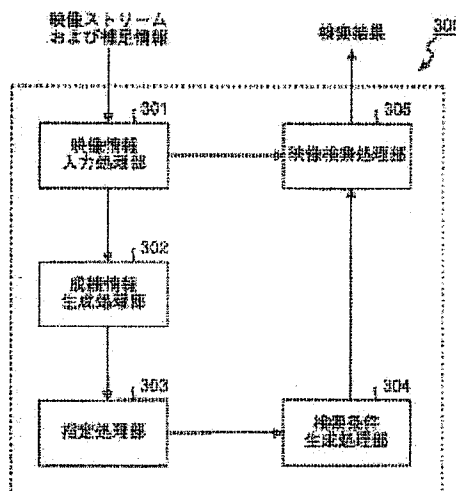 映像ストリーム
および補足情報
検索結果
300
301
映像情報
入力処理部
305
映像検索処理部
302
情報
生成処理部
303
指定処理部
304
検索条件
生成処理部